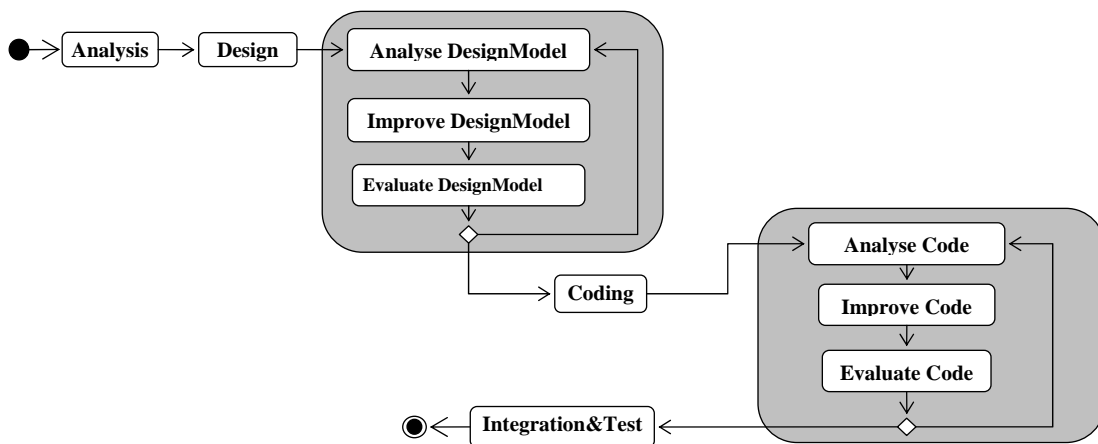 Analysis
Design
Analyse DesignModel
Improve DesignModel
Evaluate DesignModel
Coding
Analyse Code
Improve Code
Evaluate Code
Integration&Test